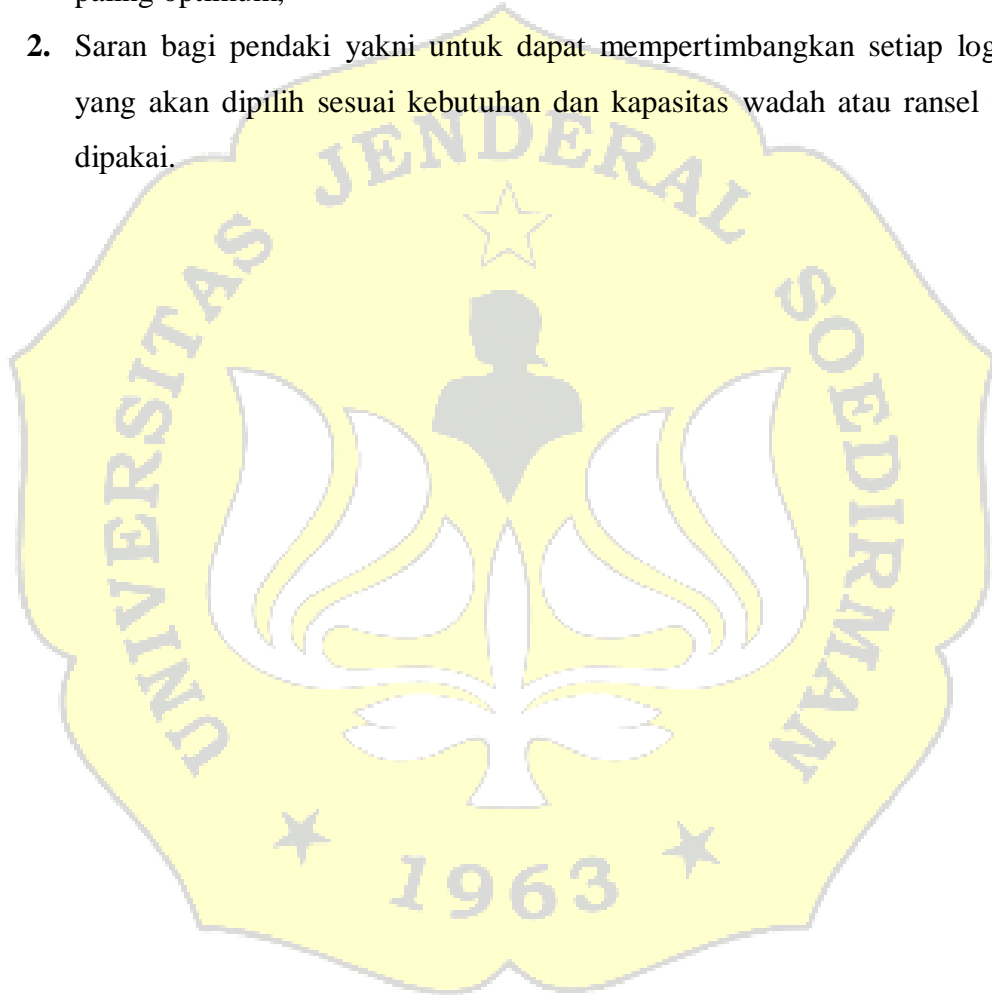 paling optimum,
2. Saran bagi pendaki yakni untuk dapat mempertimbangkan setiap log
yang akan dipilih sesuai kebutuhan dan kapasitas wadah atau ransel
dipakai.
UNIVERSITAS JENDERAL SOEDIRMAN
1963